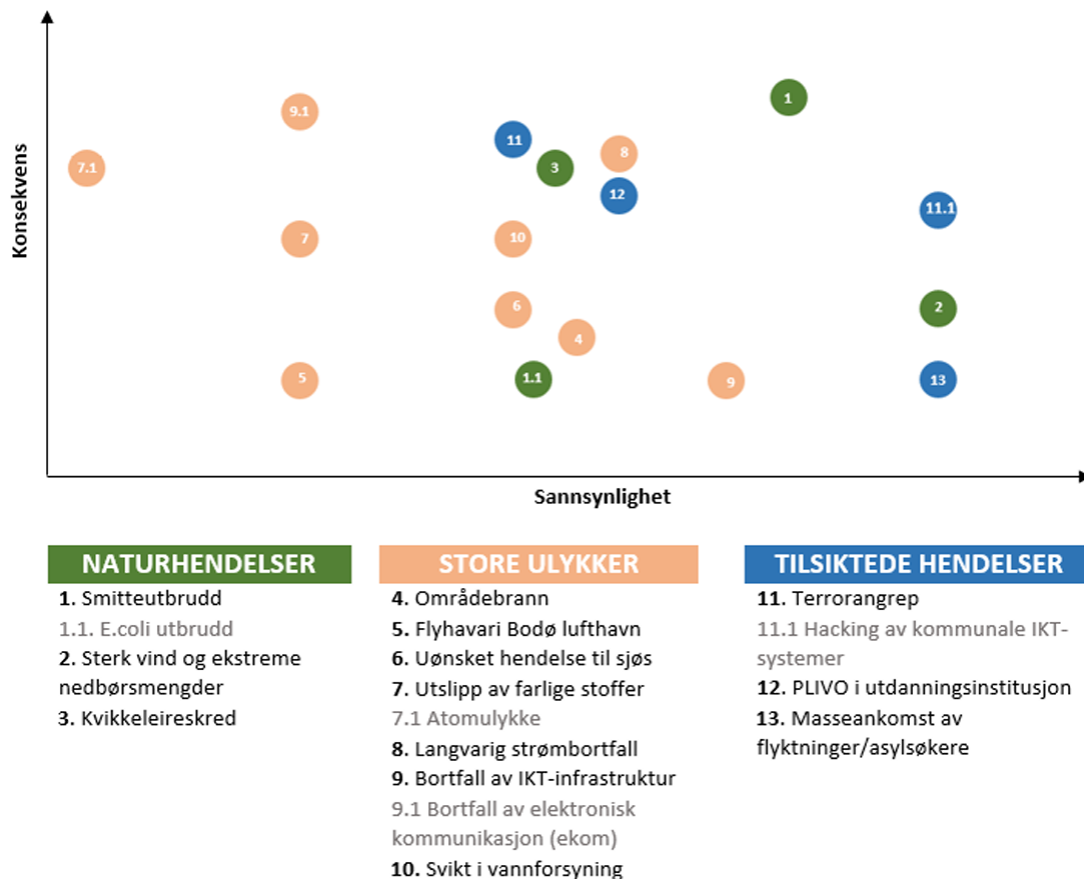 Konsekvens
1
9.1
11
8
3
7.1
12
11.1
7
10
6
2
4
5
1.1
9
13
Sannsynlighet
NATURHENDELSER
1. Smitteutbrudd
1.1. E.coli utbrudd
2. Sterk vind og ekstreme
nedbørsmengder
3. Kvikkeleireskred
STORE ULYKKER
4. Områdebrann
5. Flyhavari Bodø lufthavn
6. Uønsket hendelse til sjøs
7. Utslipp av farlige stoffer
7.1 Atomulykke
8. Langvarig strømbortfall
9. Bortfall av IKT-infrastruktur
9.1 Bortfall av elektronisk
kommunikasjon (ekom)
10. Svikt i vannforsyning
TILSIKTEDE HENDELSER
11. Terrorangrep
11.1 Hacking av kommunale IKT-
systemer
12. PLIVO i utdanningsinstitusjon
13. Masseankomst av
flyktninger/asylsøkere